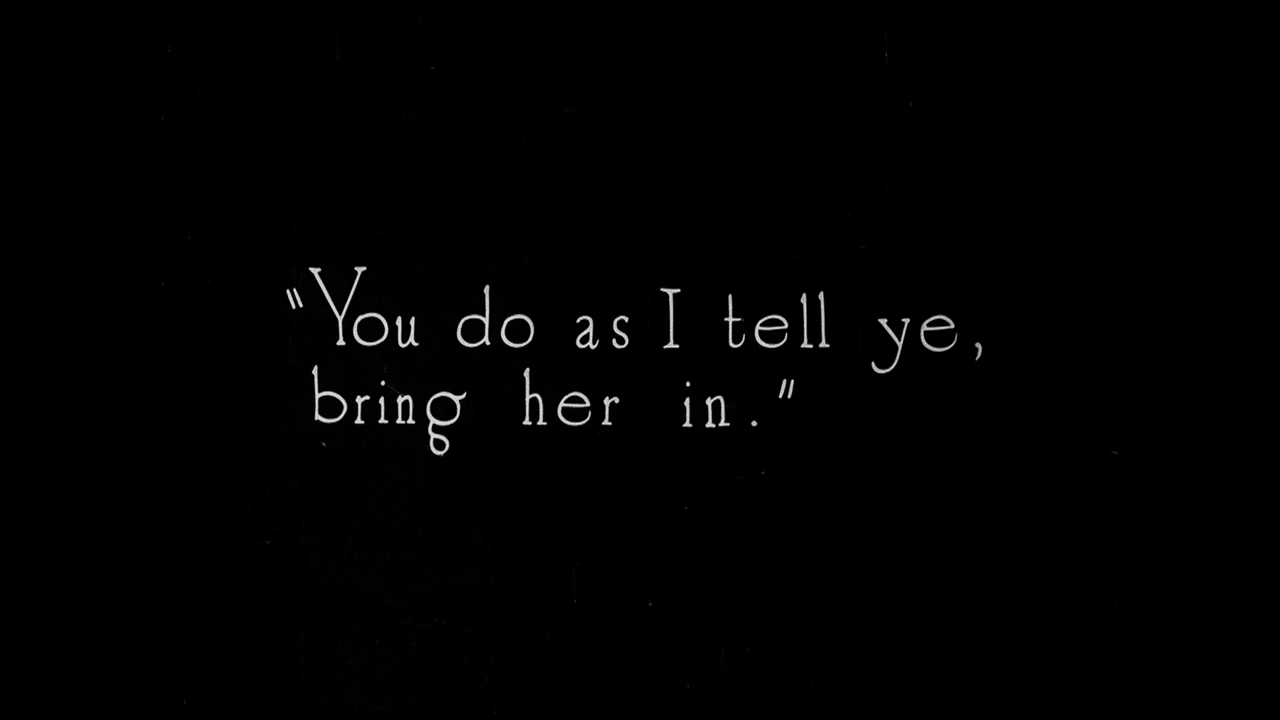 "You do as I tell ye,
bring her in."